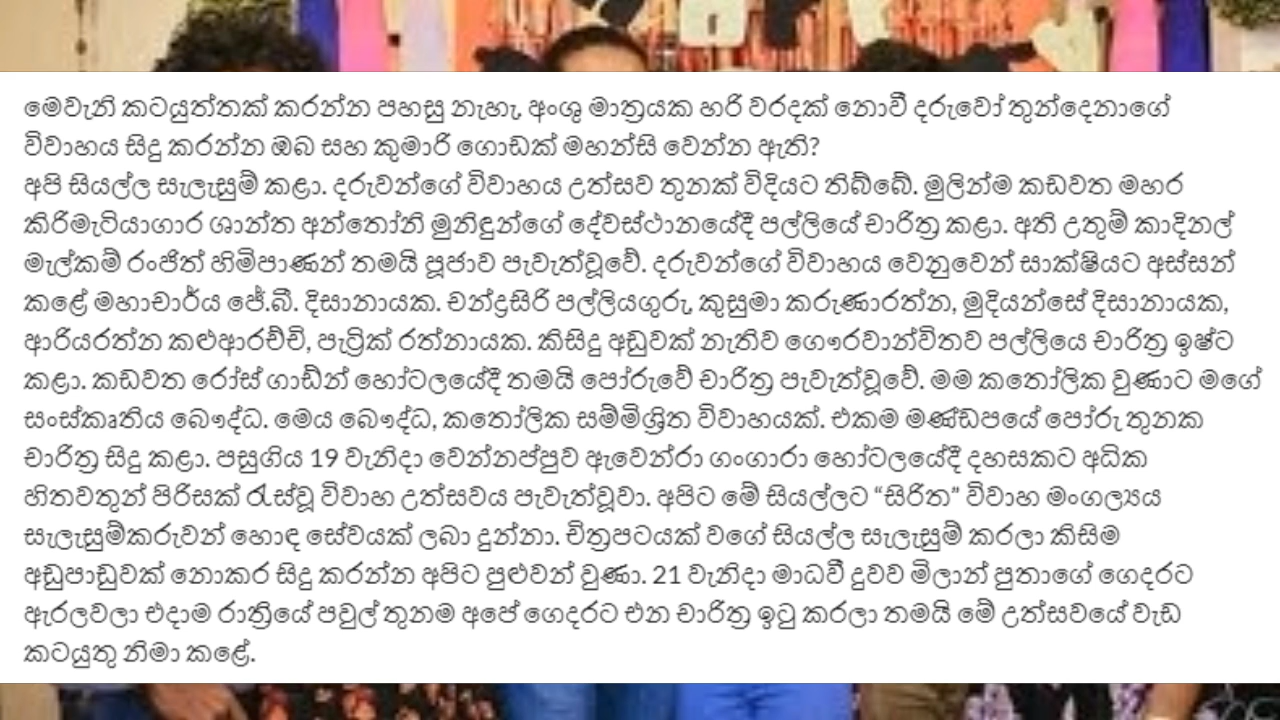 මෙවැනි කටයුත්තක් කරන්න පහසු නැහැ. අංශු මාත්‍රයක හරි වරදක් නොවී දරුවෝ තුන්දෙනාගේ
විවාහය සිදු කරන්න ඔබ සහ කුමාරි ගොඩක් මහන්සි වෙන්න ඇති?
අපි සියල්ල සැලැසුම් කළා. දරුවන්ගේ විවාහය උත්සව තුනක් විදියට තිබ්බේ. මුලින්ම කඩවත මහර
කිරිමැටියාගාර ශාන්ත අන්තෝනි මුනිඳුන්ගේ දේවස්ථානයේදී පල්ලියේ චාරිත්‍ර කළා. අති උතුම් කාදිනල්
මැල්කම් රංජිත් හිමිපාණන් තමයි පූජාව පැවැත්වූවේ. දරුවන්ගේ විවාහය වෙනුවෙන් සාක්ෂියට අස්සන්
කළේ මහාචාර්ය ජේ.බී. දිසානායක. චන්ද්‍රසිරි පල්ලියගුරු, කුසුමා කරුණාරත්න, මුදියන්සේ දිසානායක,
ආරියරත්න කළුආරච්චි, පැට්‍රික් රත්නායක. කිසිදු අඩුවක් නැතිව ගෞරවාන්විතව පල්ලියෙ චාරිත්‍ර ඉෂ්ට
කළා. කඩවත රෝස් ගාඩ්න් හෝටලයේදී තමයි පෝරුවේ චාරිත්‍ර පැවැත්වූවේ. මම කතෝලික වුණාට මගේ
සංස්කෘතිය බෞද්ධ. මෙය බෞද්ධ, කතෝලික සම්මිශ්‍රිත විවාහයක්. එකම මණ්ඩපයේ පෝරු තුනක
චාරිත්‍ර සිදු කළා. පසුගිය 19 වැනිදා වෙන්නප්පුව ඇවෙන්රා ගංගාරා හෝටලයේදී දහසකට අධික
හිතවතුන් පිරිසක් රැස්වූ විවාහ උත්සවය පැවැත්වූවා. අපිට මේ සියල්ලට “සිරිත” විවාහ මංගල්‍යය
සැලැසුම්කරුවන් හොඳ සේවයක් ලබා දුන්නා. චිත්‍රපටයක් වගේ සියල්ල සැලැසුම් කරලා කිසිම
අඩුපාඩුවක් නොකර සිදු කරන්න අපිට පුළුවන් වුණා. 21 වැනිදා මාධවී දුවව මිලාන් පුතාගේ ගෙදරට
ඇරලවලා එදාම රාත්‍රියේ පවුල් තුනම අපේ ගෙදරට එන චාරිත්‍ර ඉටු කරලා තමයි මේ උත්සවයේ වැඩ
කටයුතු නිමා කළේ.